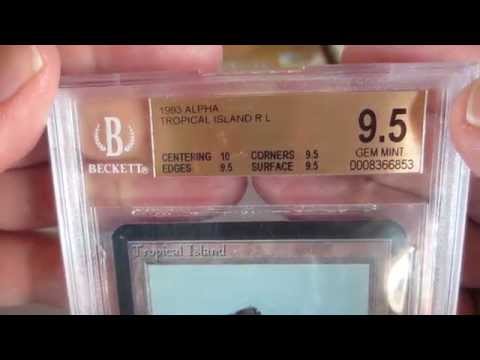 1993 ALPHA
TROPICAL ISLAND R L
CENTERING 10 CORNERS 9.5
EDGES 9.5 SURFACE 9.5
9.5
GEM MINT
0008366853
B
BECKETT®
Tropical Island